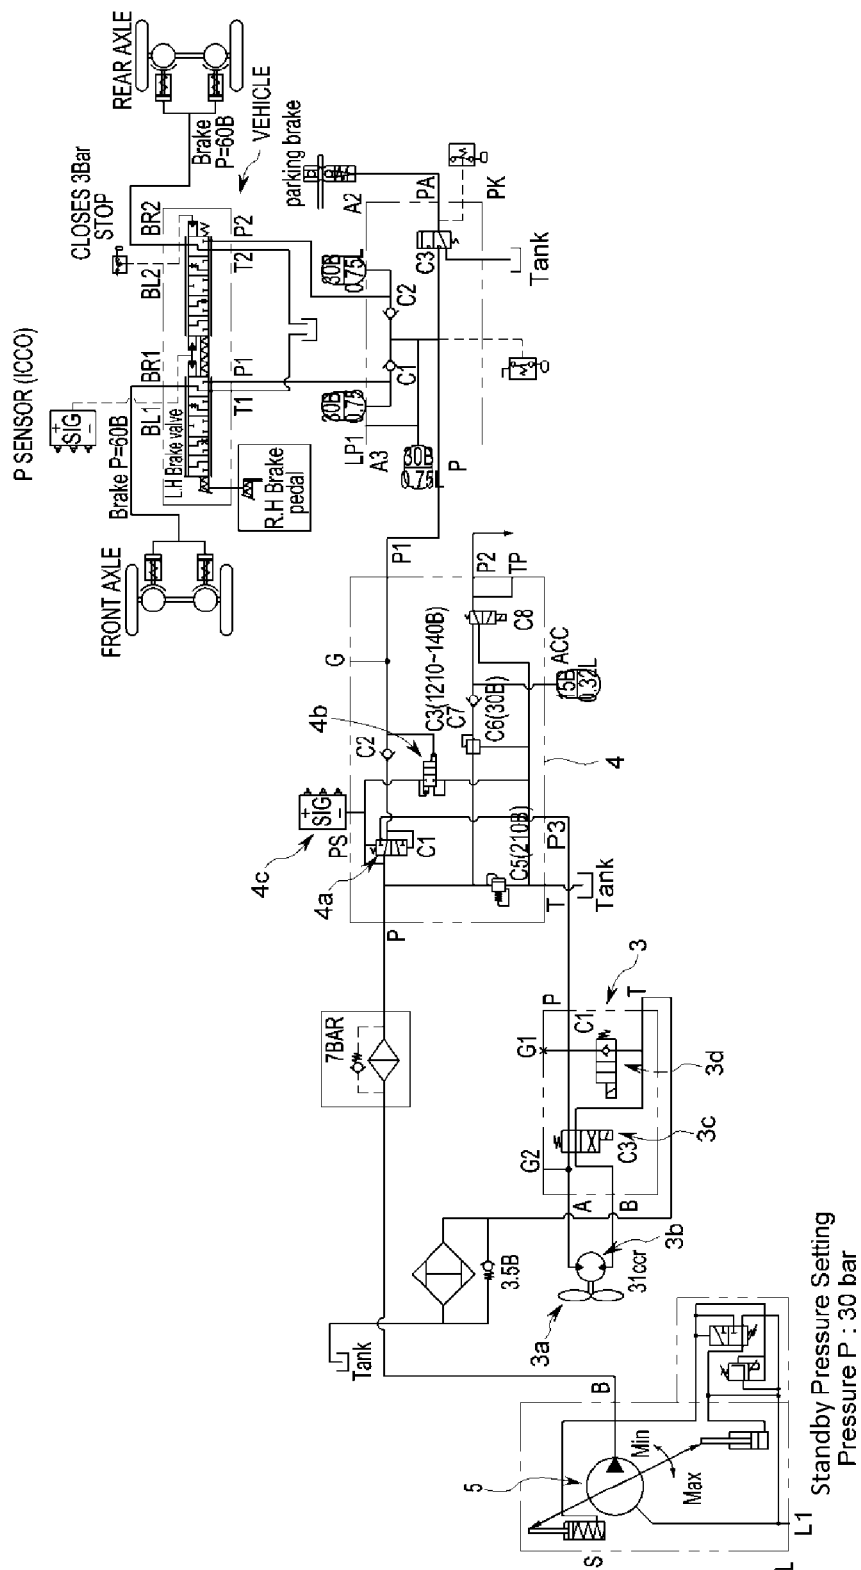 REAR AXLE
Brake
P=60B
VEHICLE
CLOSES 3Bar
STOP
BR2
P2
BL2
T2
parking brake
A2
PA
PK
C3
Tank
30B
0.75L
C2
P SENSOR (ICCO)
+
SIG
-
BR1
P1
BL1
T1
L.H Brake valve
Brake P=60B
R.H Brake
pedal
C1
30B
0.75
LP1
A3
30B
0.75L
P
FRONT AXLE
P1
P2
TP
G
C8
C3(1210~140B)
ACC
15B
0.32L
C7
C6(30B)
4b
C2
4
+
SIG
-
4c
PS
4a
C1
C5(210B)
P3
T
Tank
P
7BAR
3
P
T
G1
C1
3d
G2
C3
3c
A
B
3b
31ccr
3a
3.5B
Tank
B
5
Min
Max
S
L1
L
Standby Pressure Setting
Pressure P : 30 bar